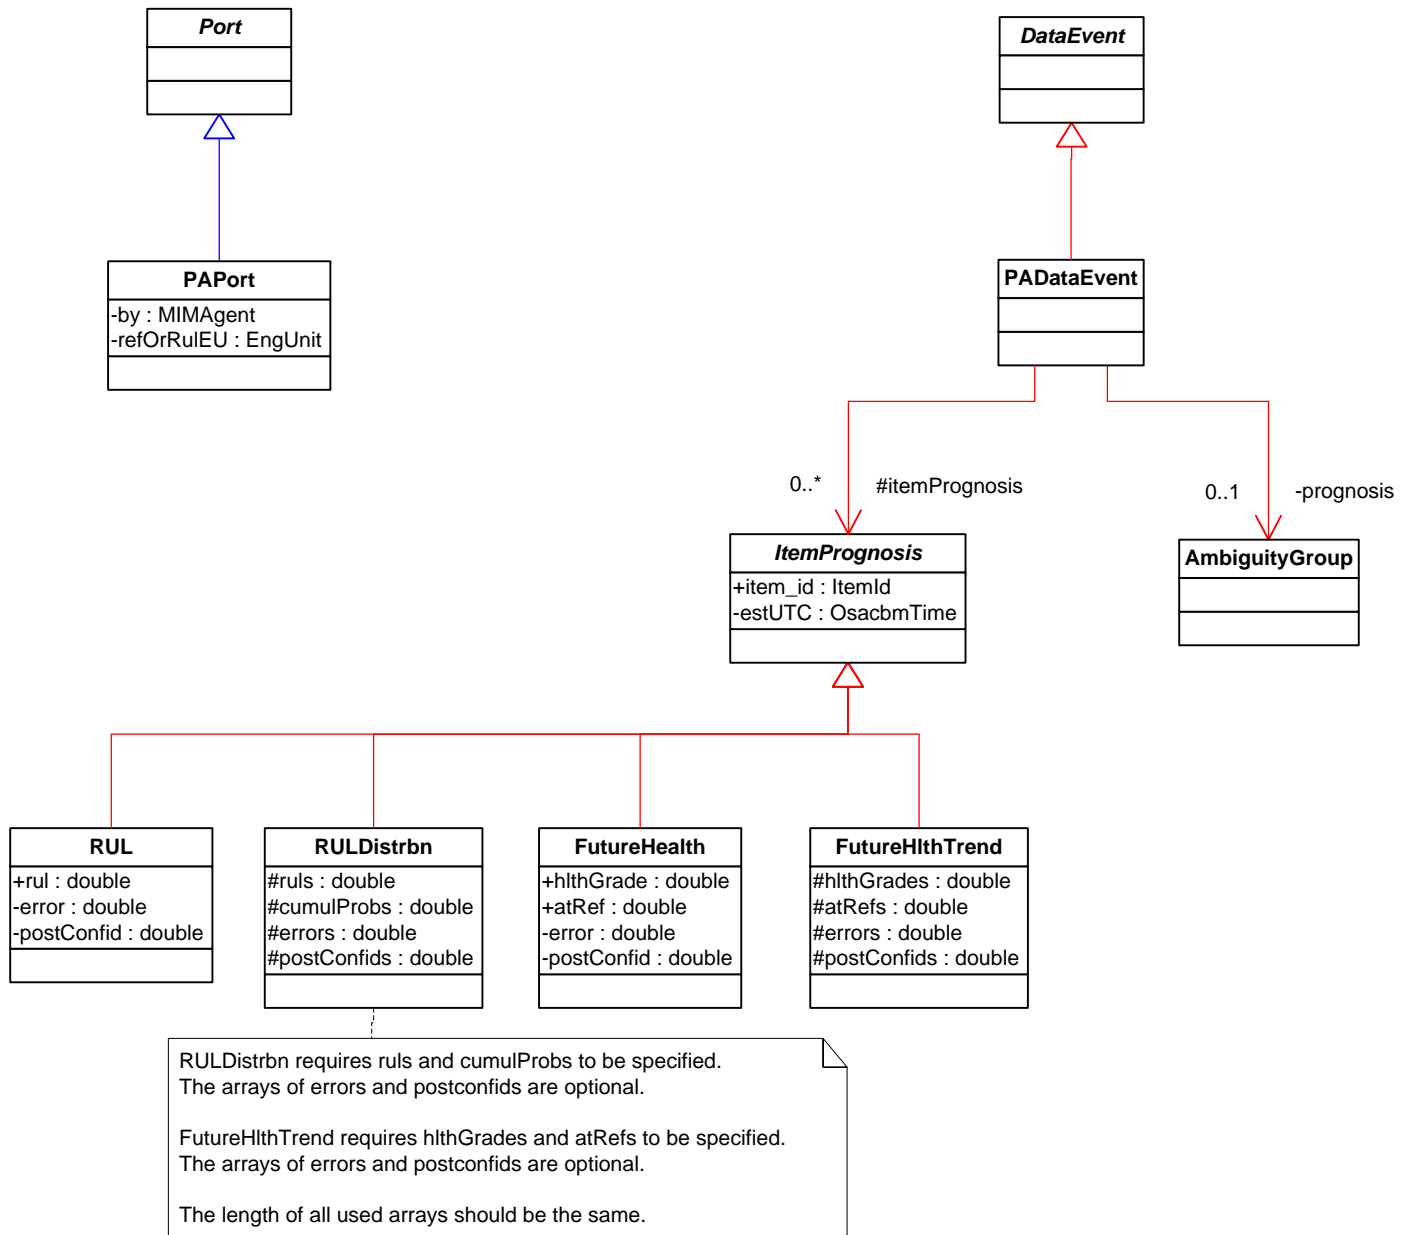 Port
DataEvent
PAPort
-by : MIMAgent
-refOrRulEU : EngUnit
PADataEvent
0..*
#itemPrognosis
0..1
-prognosis
ItemPrognosis
+item_id : ItemId
-estUTC : OsacbmTime
AmbiguityGroup
RUL
+rul : double
-error : double
-postConfid : double
RULDistrbn
#ruls : double
#cumulProbs : double
#errors : double
#postConfids : double
FutureHealth
+hlthGrade : double
+atRef : double
-error : double
-postConfid : double
FutureHlthTrend
#hlthGrades : double
#atRefs : double
#errors : double
#postConfids : double
RULDistrbn requires ruls and cumulProbs to be specified.
The arrays of errors and postconfids are optional.
FutureHlthTrend requires hlthGrades and atRefs to be specified.
The arrays of errors and postconfids are optional.
The length of all used arrays should be the same.